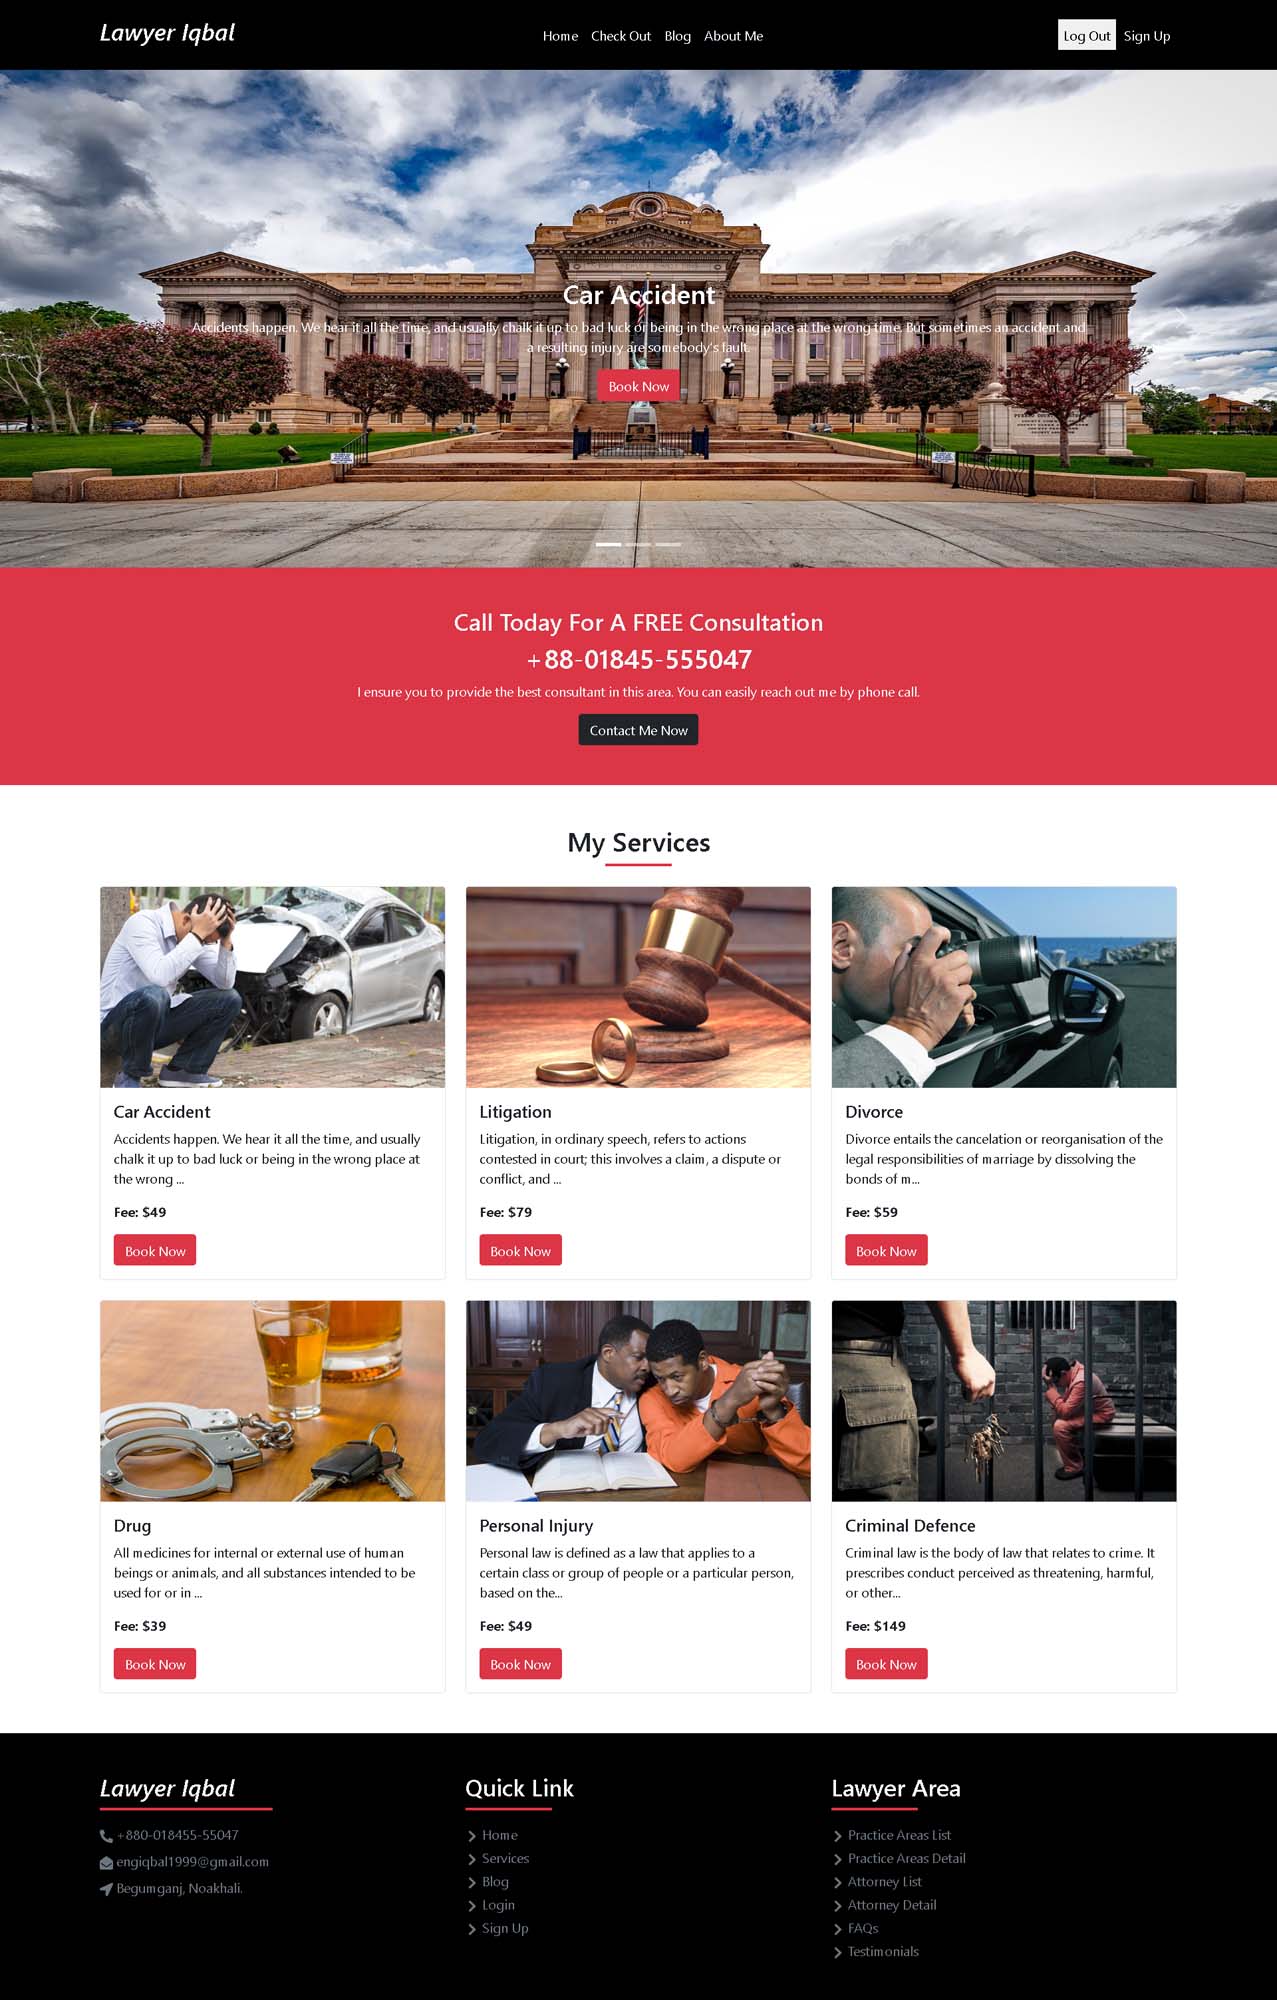 Lawyer Iqbal
Home Check Out Blog About Me
Log Out Sign Up
Car Accident
Accidents happen. We hear it all the time, and usually chalk it up to bad luck or being in the wrong place at the wrong time. But sometimes an accident and
a resulting injury are somebody's fault.
Book Now
Call Today For A FREE Consultation
+88-01845-555047
I ensure you to provide the best consultant in this area. You can easily reach out me by phone call.
Contact Me Now
My Services
Car Accident
Accidents happen. We hear it all the time, and usually
chalk it up to bad luck or being in the wrong place at
the wrong ...
Fee: $49
Book Now
Litigation
Litigation, in ordinary speech, refers to actions
contested in court; this involves a claim, a dispute or
conflict, and ...
Fee: $79
Book Now
Divorce
Divorce entails the cancelation or reorganisation of the
legal responsibilities of marriage by dissolving the
bonds of m...
Fee: $59
Book Now
Drug
All medicines for internal or external use of human
beings or animals, and all substances intended to be
used for or in ...
Fee: $39
Book Now
Personal Injury
Personal law is defined as a law that applies to a
certain class or group of people or a particular person,
based on the...
Fee: $49
Book Now
Criminal Defence
Criminal law is the body of law that relates to crime. It
prescribes conduct perceived as threatening, harmful,
or other...
Fee: $149
Book Now
Lawyer Iqbal
+880-018455-55047
engiqbal1999@gmail.com
Begumganj, Noakhali.
Quick Link
Home
Services
Blog
Login
Sign Up
Lawyer Area
Practice Areas List
Practice Areas Detail
Attorney List
Attorney Detail
FAQs
Testimonials